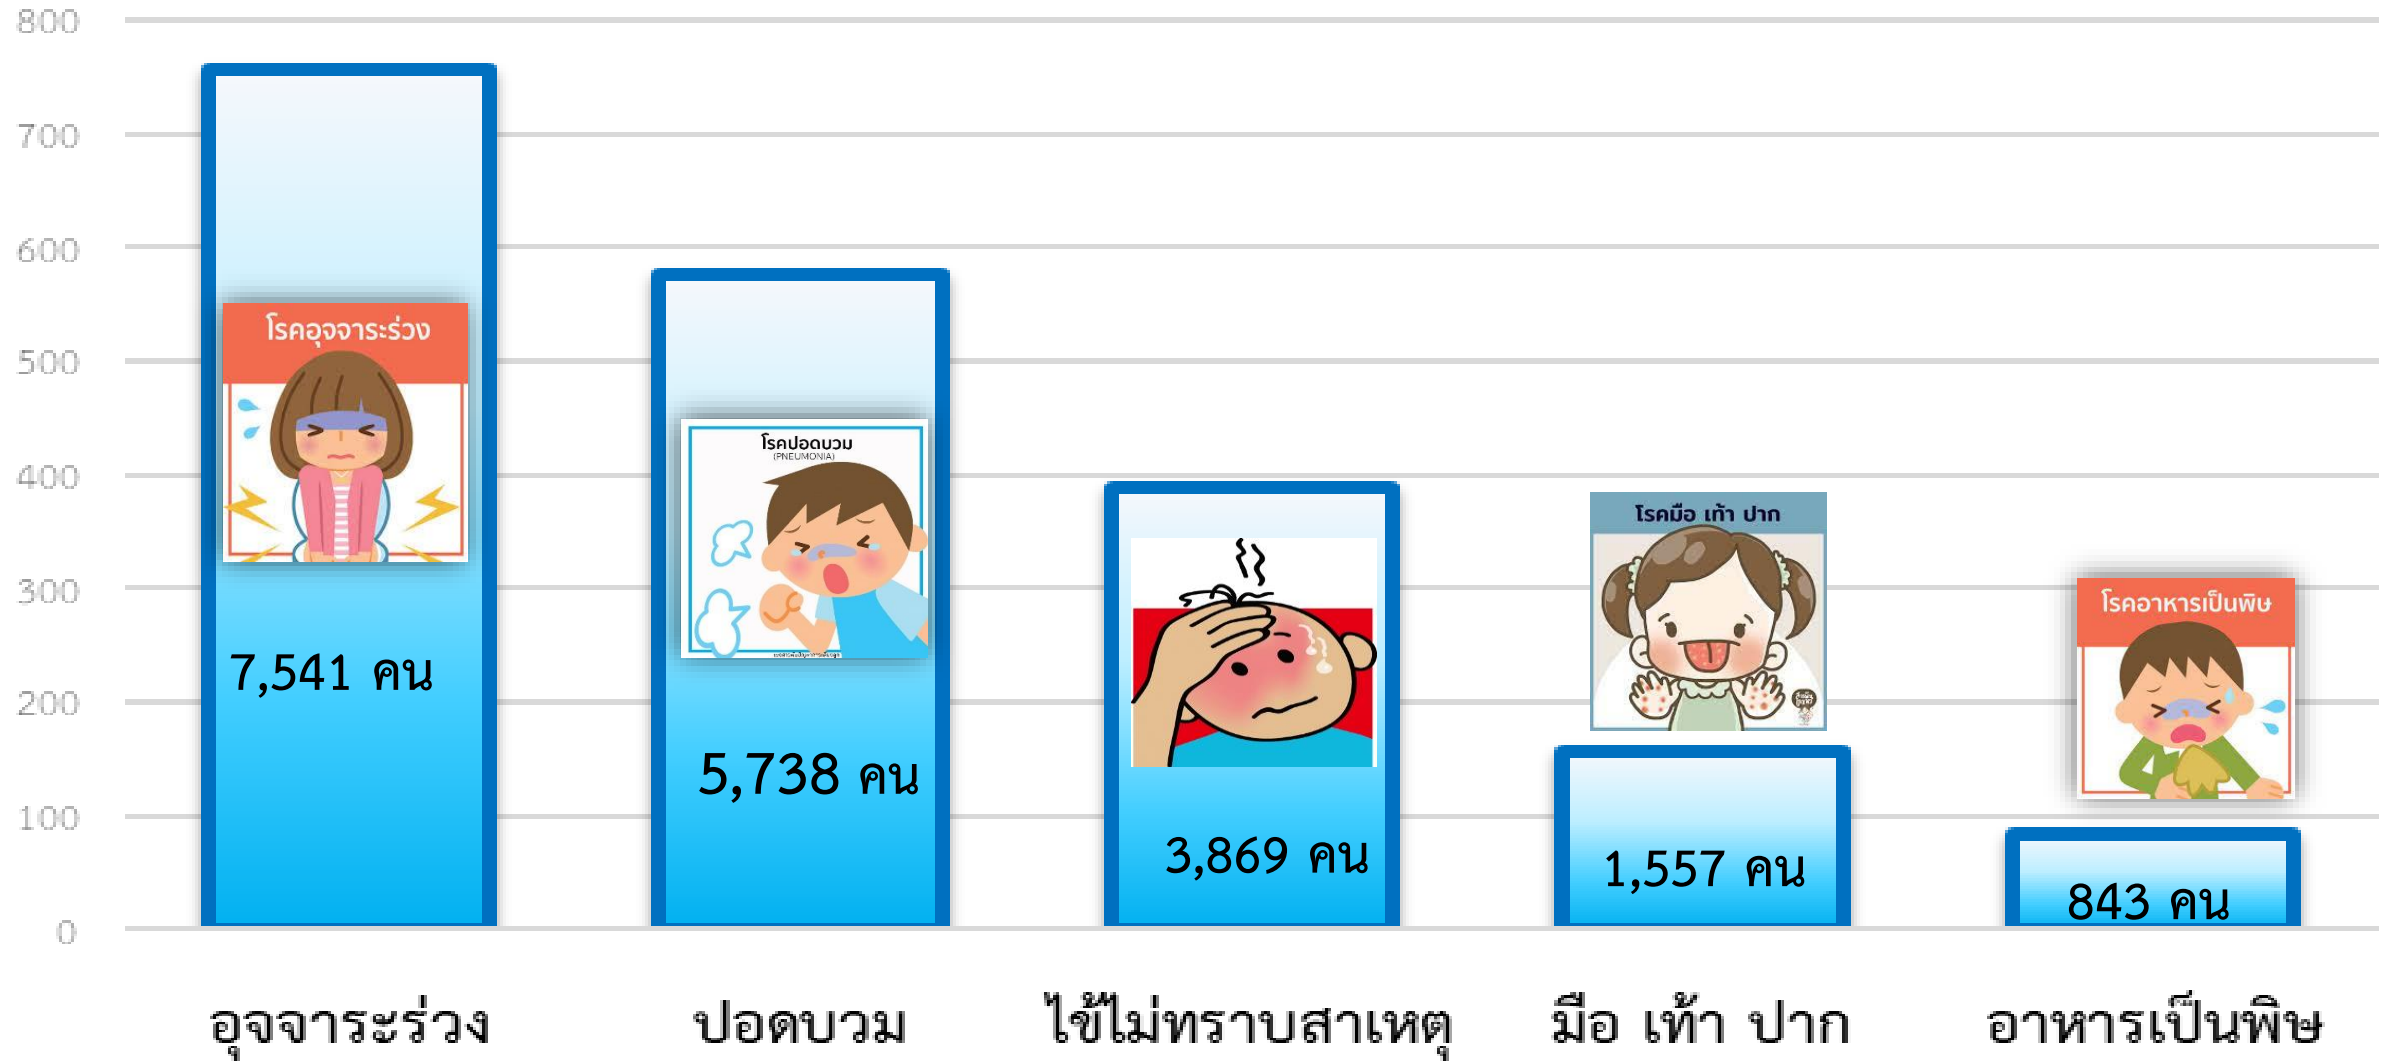 800
700
600
500
400
300
200
100
0
โรคอุจจาระร่วง
7,541 คน
โรคปอดบวม
(PNEUMONIA)
5,738 คน
3,869 คน
โรคมือ เท้า ปาก
1,557 คน
โรคอาหารเป็นพิษ
843 คน
อุจจาระร่วง
ปอดบวม
ไข้ไม่ทราบสาเหตุ
มือ เท้า ปาก
อาหารเป็นพิษ